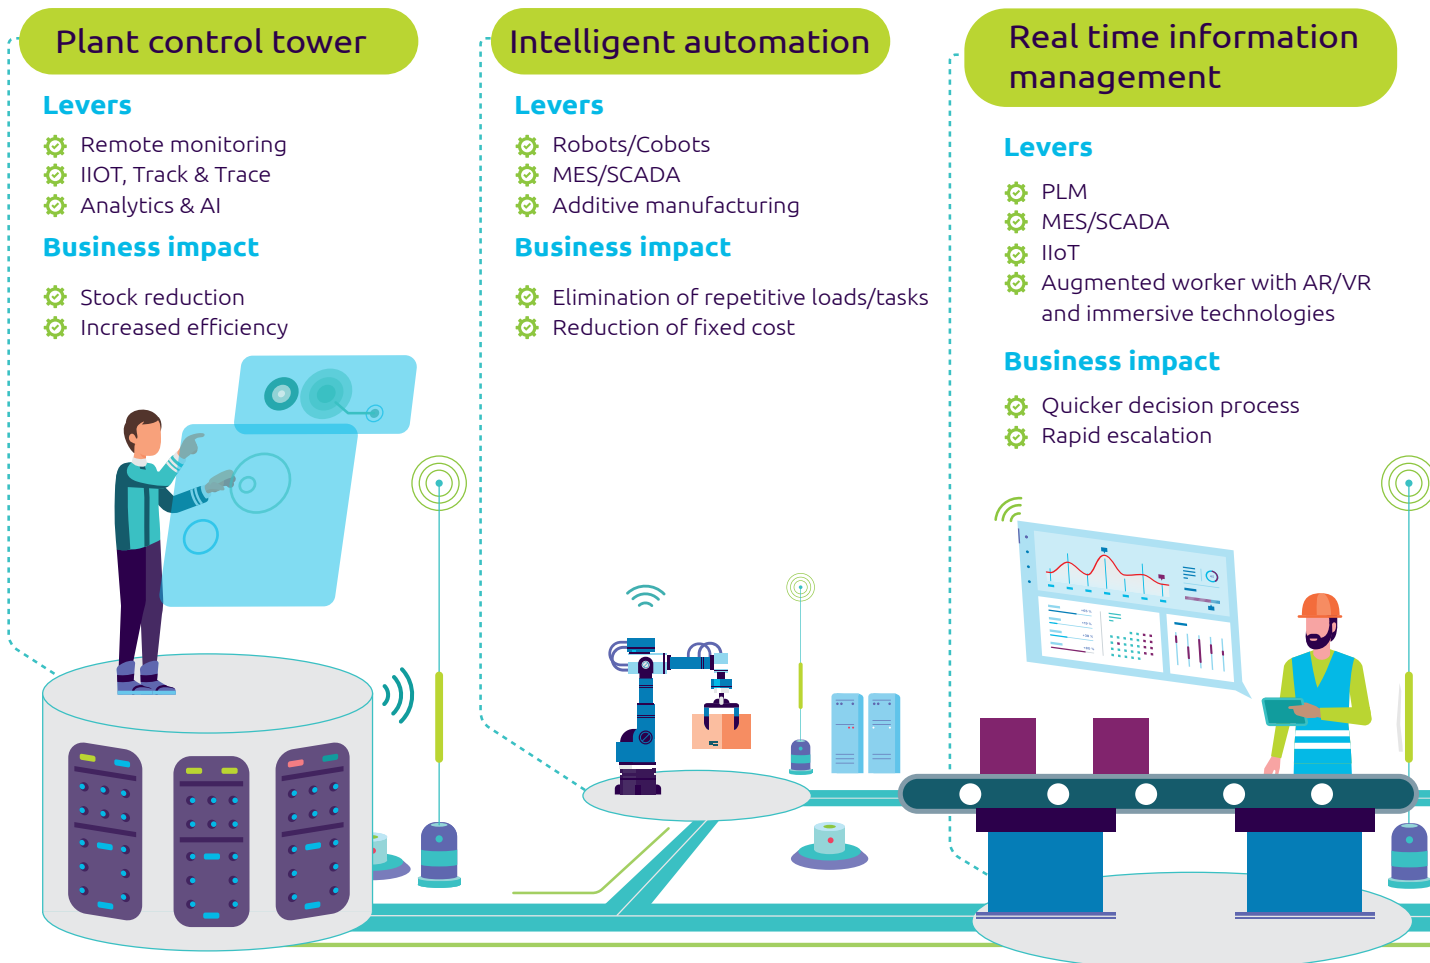 Plant control tower
Levers
Remote monitoring
IIOT, Track & Trace
Analytics & AI
Business impact
Stock reduction
Increased efficiency
Intelligent automation
Levers
Robots/Cobots
MES/SCADA
Additive manufacturing
Business impact
Elimination of repetitive loads/tasks
Reduction of fixed cost
Real time information
management
Levers
PLM
MES/SCADA
IIoT
Augmented worker with AR/VR
and immersive technologies
Business impact
Quicker decision process
Rapid escalation